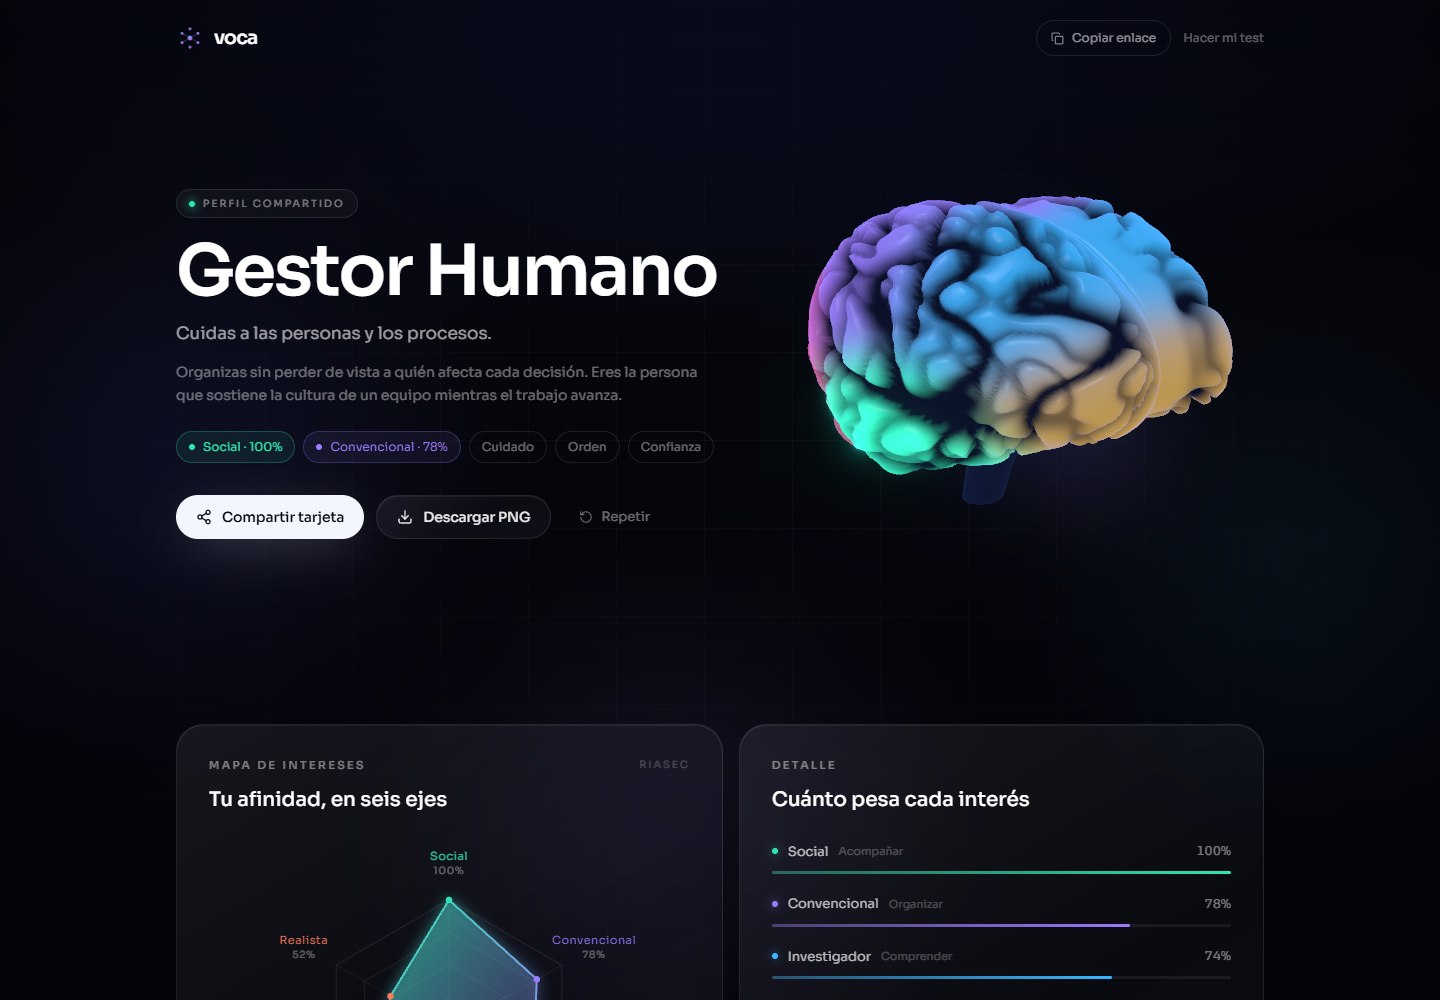 voca
Copiar enlace
Hacer mi test
PERFIL COMPARTIDO
Gestor Humano
Cuidas a las personas y los procesos.
Organizas sin perder de vista a quién afecta cada decisión. Eres la persona
que sostiene la cultura de un equipo mientras el trabajo avanza.
Social · 100%
Convencional · 78%
Cuidado
Orden
Confianza
Compartir tarjeta
Descargar PNG
Repetir
MAPA DE INTERESES
RIASEC
Tu afinidad, en seis ejes
Social
100%
Realista
52%
Convencional
78%
DETALLE
Cuánto pesa cada interés
Social Acompañar 100%
Convencional Organizar 78%
Investigador Comprender 74%